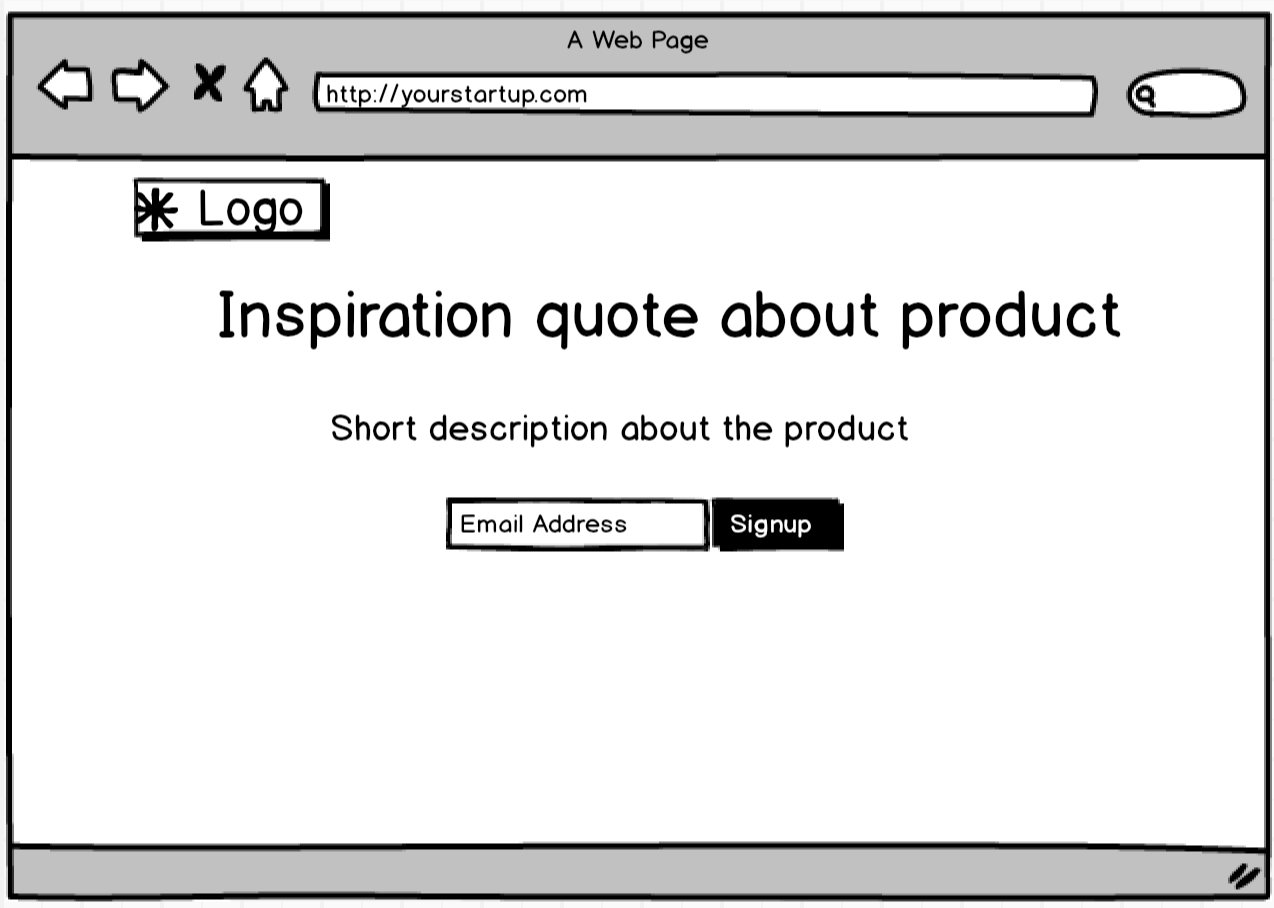 A Web Page
http://yourstartup.com
Logo
Inspiration quote about product
Short description about the product
Email Address Signup